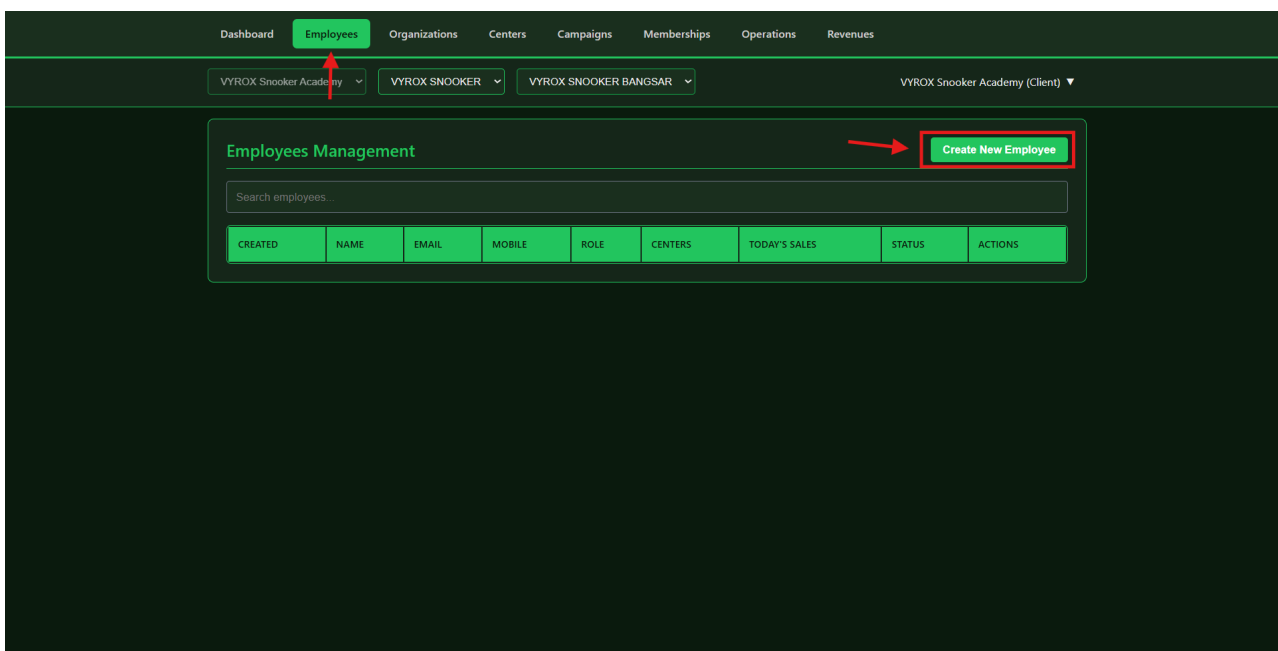 Dashboard Employees Organizations Centers Campaigns Memberships Operations Revenues
VYROX Snooker Academy VYROX SNOOKER VYROX SNOOKER BANGSAR VYROX Snooker Academy (Client) ▼
Employees Management Create New Employee
Search employees...
CREATED NAME EMAIL MOBILE ROLE CENTERS TODAY'S SALES STATUS ACTIONS